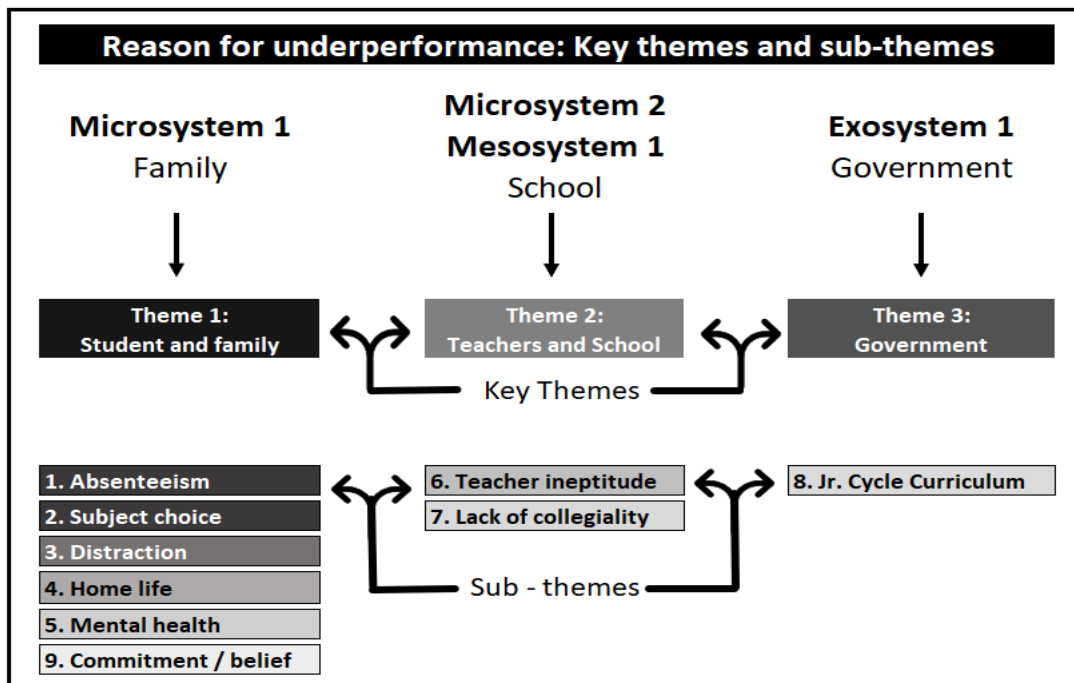 Reason for underperformance: Key themes and sub-themes
Microsystem 1
Family
Microsystem 2
Mesosystem 1
School
Exosystem 1
Government
Theme 1:
Student and family
Theme 2:
Teachers and School
Theme 3:
Government
Key Themes
1. Absenteeism
2. Subject choice
3. Distraction
4. Home life
5. Mental health
9. Commitment / belief
6. Teacher ineptitude
7. Lack of collegiality
8. Jr. Cycle Curriculum
Sub - themes